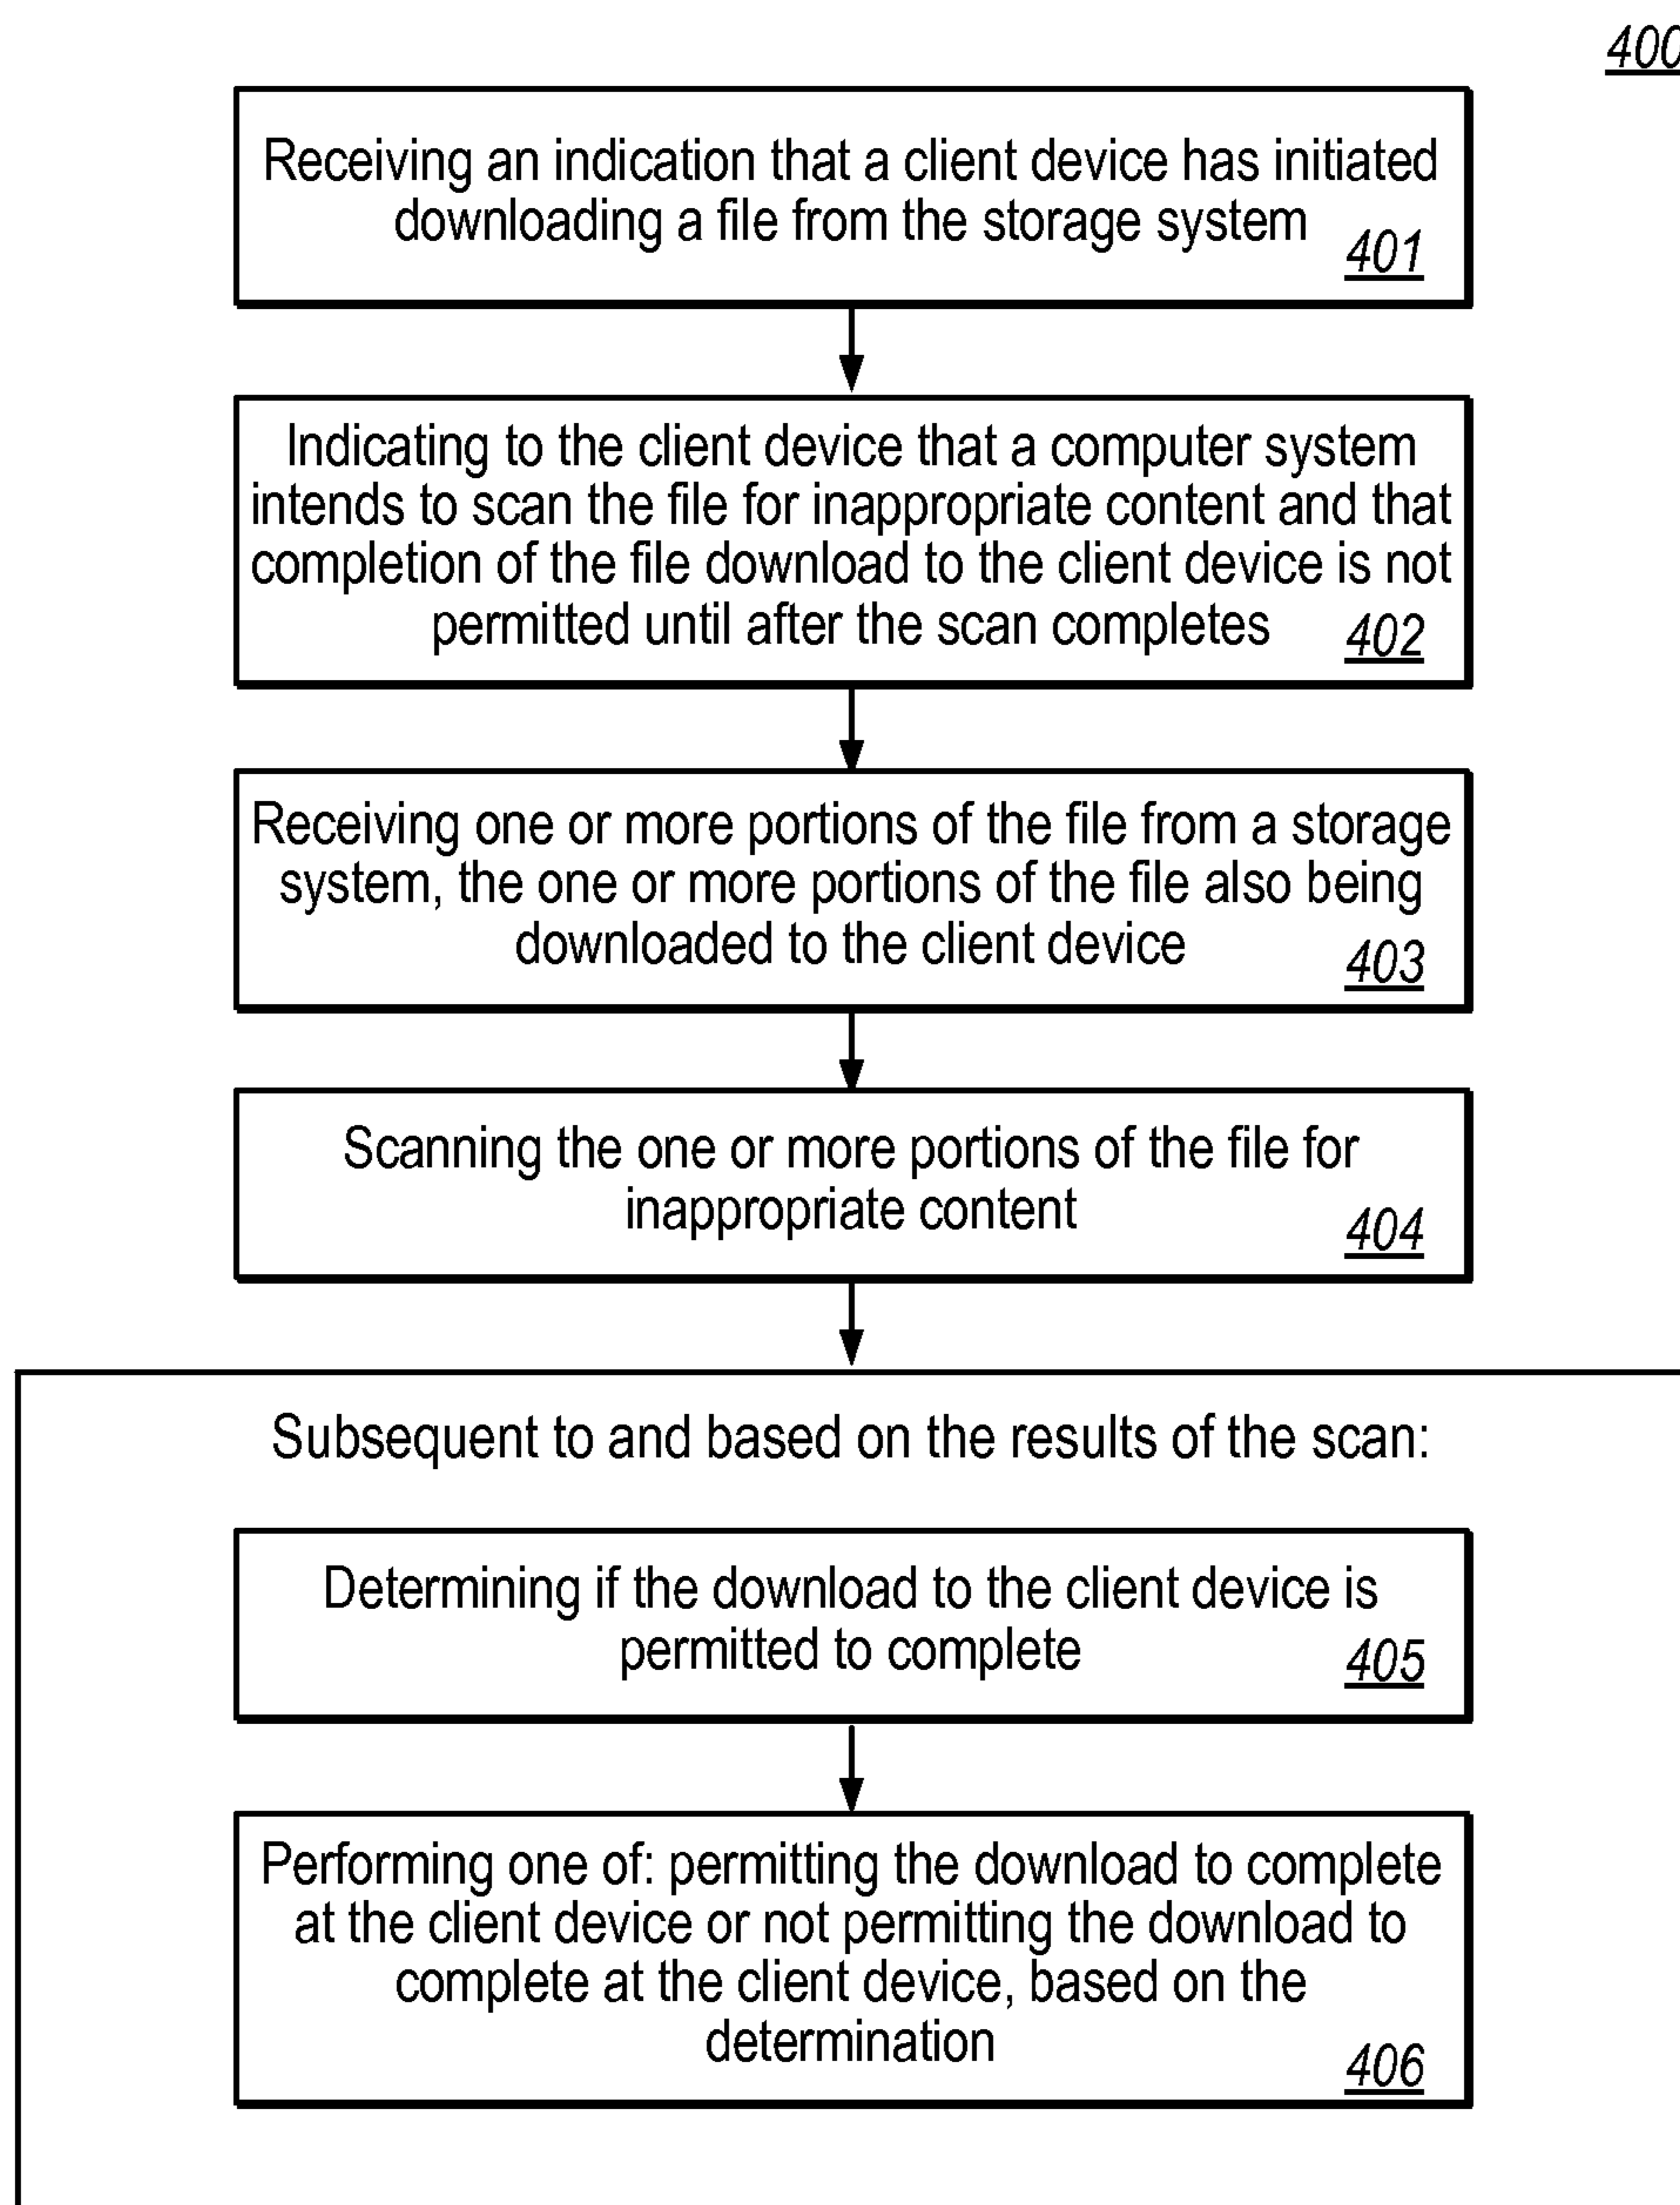 400
Receiving an indication that a client device has initiated
downloading a file from the storage system
401
Indicating to the client device that a computer system
intends to scan the file for inappropriate content and that
completion of the file download to the client device is not
permitted until after the scan completes
402
Receiving one or more portions of the file from a storage
system, the one or more portions of the file also being
downloaded to the client device
403
Scanning the one or more portions of the file for
inappropriate content
404
Subsequent to and based on the results of the scan:
Determining if the download to the client device is
permitted to complete
405
Performing one of: permitting the download to complete
at the client device or not permitting the download to
complete at the client device, based on the
determination
406